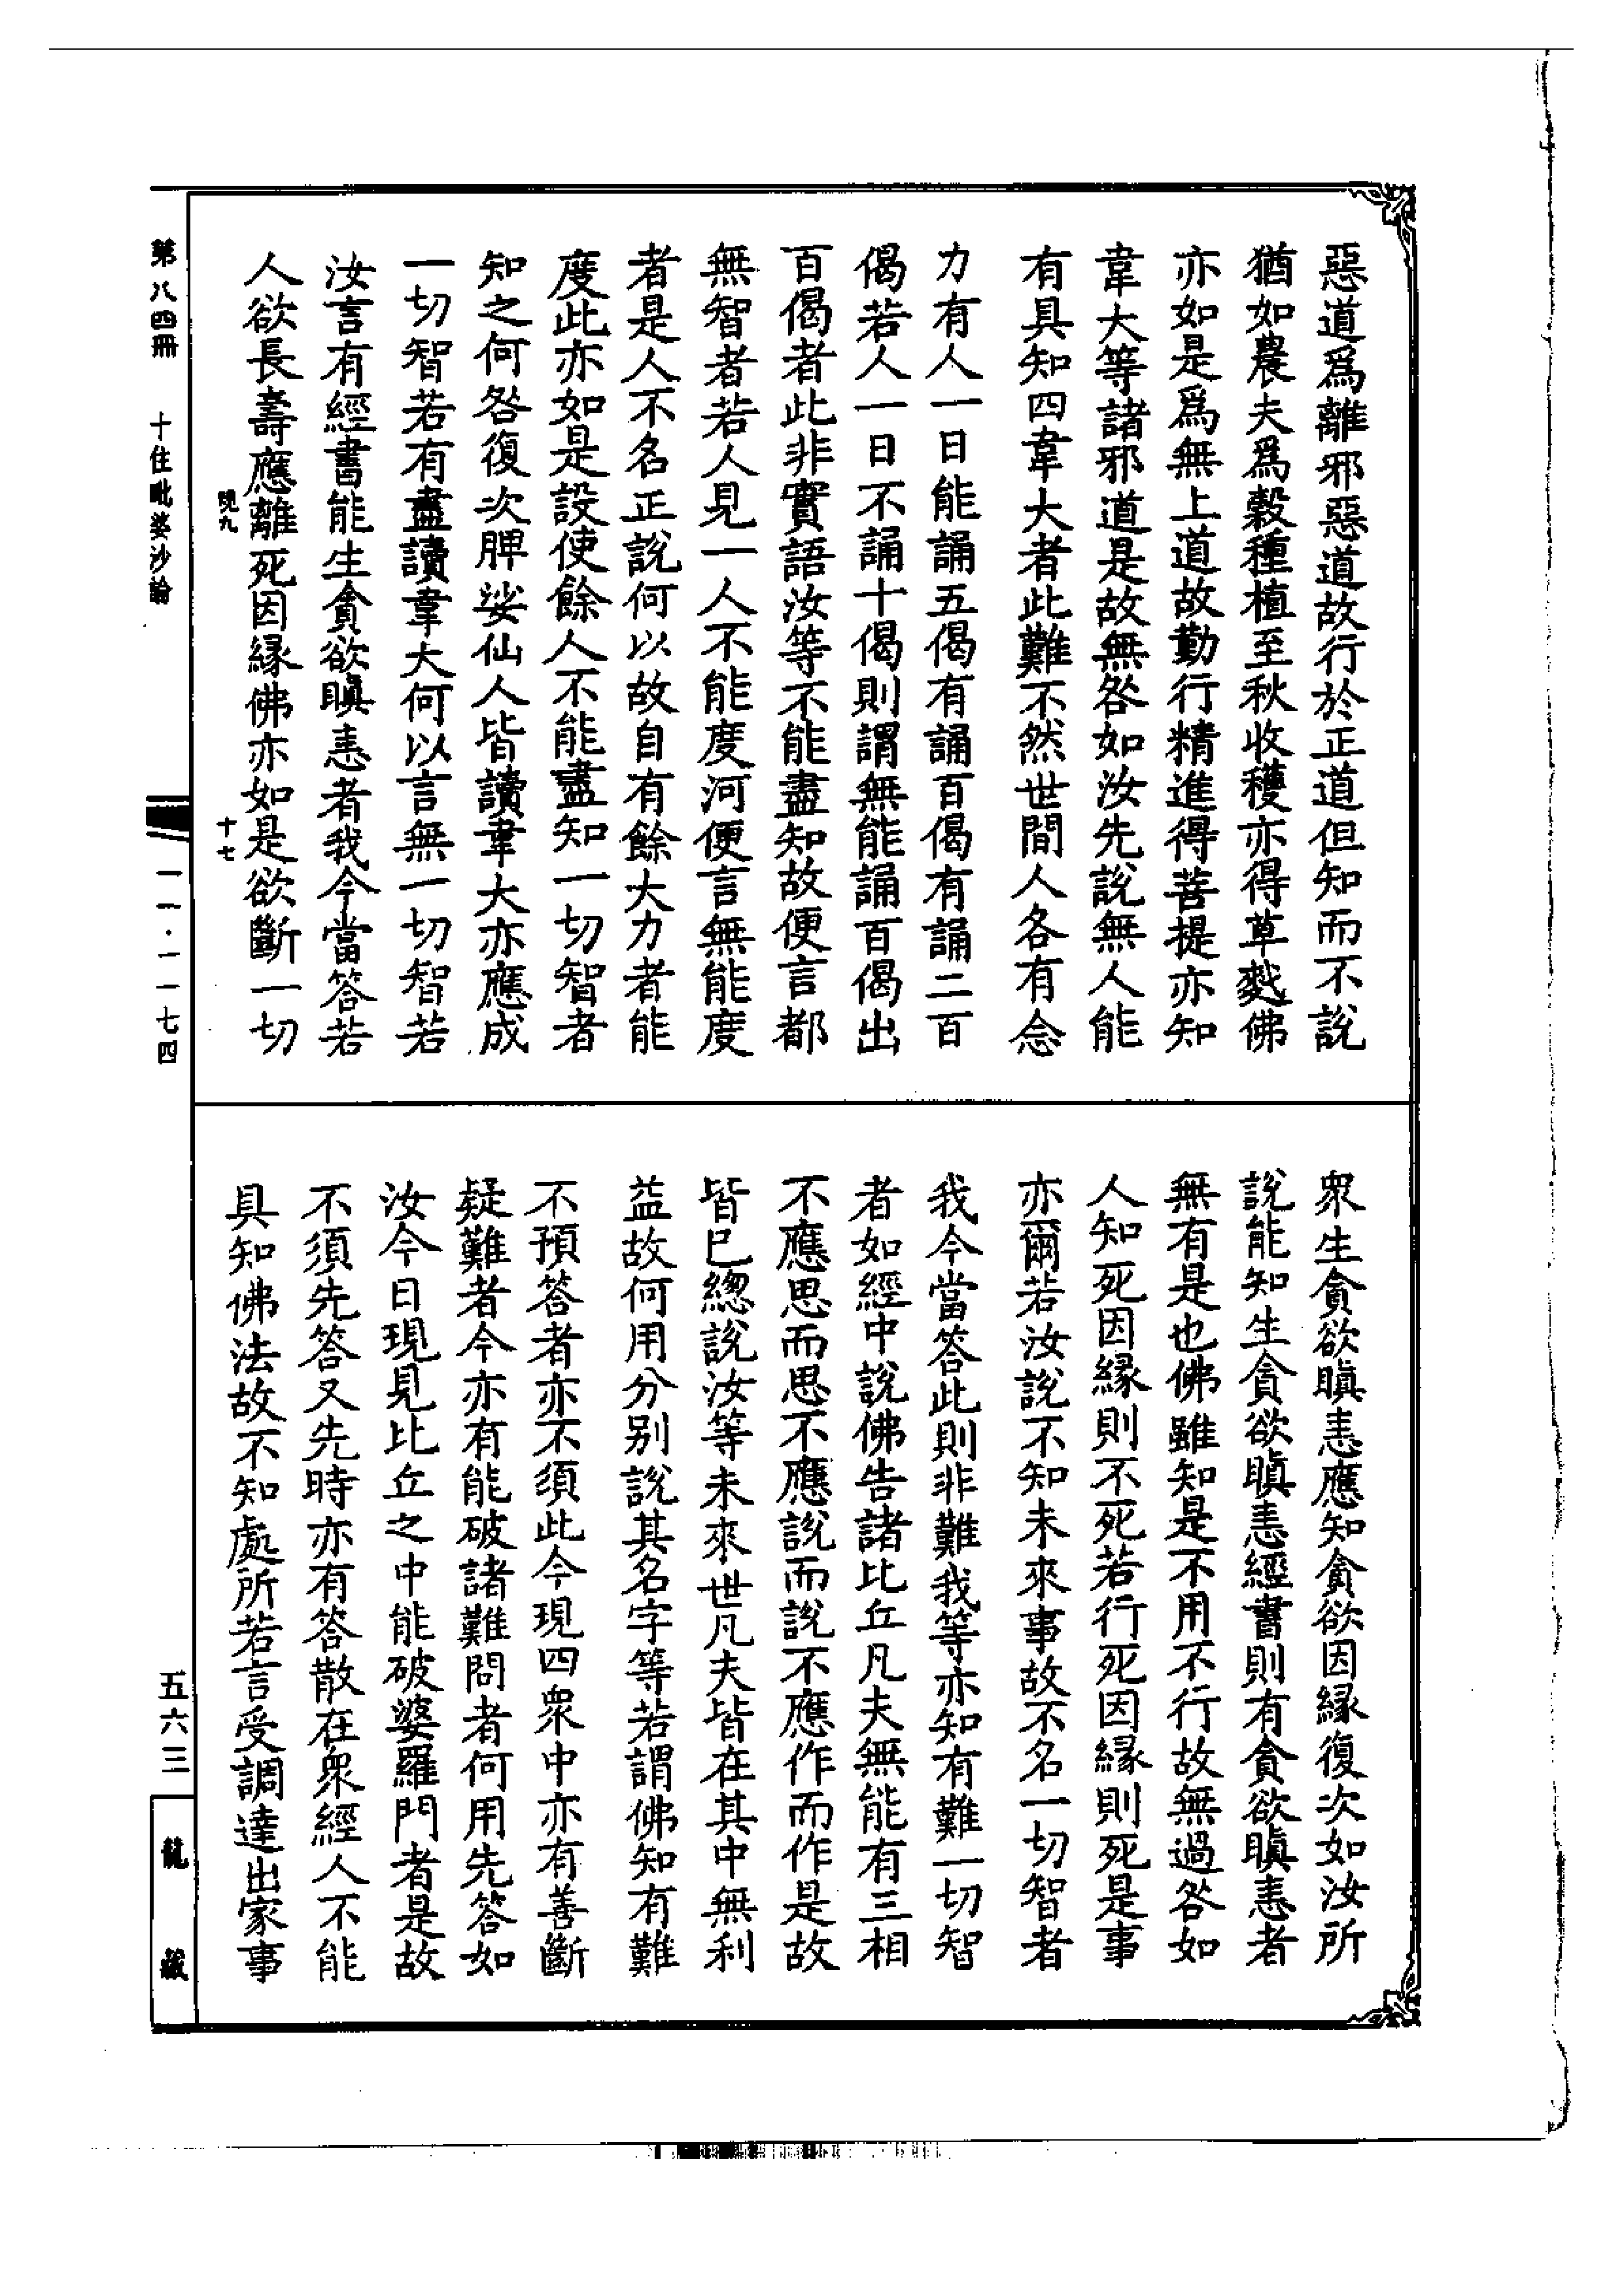 惡道爲離邪惡道故行於正道但知而不說
猶如農夫爲穀種植至秋收穫亦得草𥝖佛
亦如是爲無上道故勤行精進得菩提亦知
韋大等諸邪道是故無咎如汝先說無人能
有具知四韋大者此難不然世間人各有念
力有人一日能誦五偈有誦百偈有誦二百
偈若人一日不誦十偈則謂無能誦百偈出
百偈者此非實語汝等不能盡知故便言都
無智者若人見一人不能度河便言無能度
者是人不名正說何以故自有餘大力者能
度此亦如是設使餘人不能盡知一切智者
知之何咎復次脾娑仙人皆讀韋大亦應成
一切智若有盡讀韋大何以言無一切智若
汝言有經書能生貪欲瞋恚者我今當答若
人欲長壽應離死因緣佛亦如是欲斷一切
衆生貪欲瞋恚應知貪欲因緣復次如汝所
說能知生貪欲瞋恚經書則有貪欲瞋恚者
無有是也佛雖知是不用不行故無過咎如
人知死因緣則不死若行死因緣則死是事
亦爾若汝說不知未來事故不名一切智者
我今當答此則非難我等亦知有難一切智
者如經中說佛告諸比丘凡夫無能有三相
不應思而思不應說而說不應作而作是故
皆已總說汝等未來世凡夫皆在其中無利
益故何用分别說其名字等若謂佛知有難
不預答者亦不須此今現四衆中亦有善斷
疑難者今亦有能破諸難問者何用先答如
汝今日現見比丘之中能破婆羅門者是故
不須先答又先時亦有答散在衆經人不能
具知佛法故不知處所若言受調達出家事
第八四冊 十住毗婆沙論
十七
一一·一一七四
五六三
龍藏